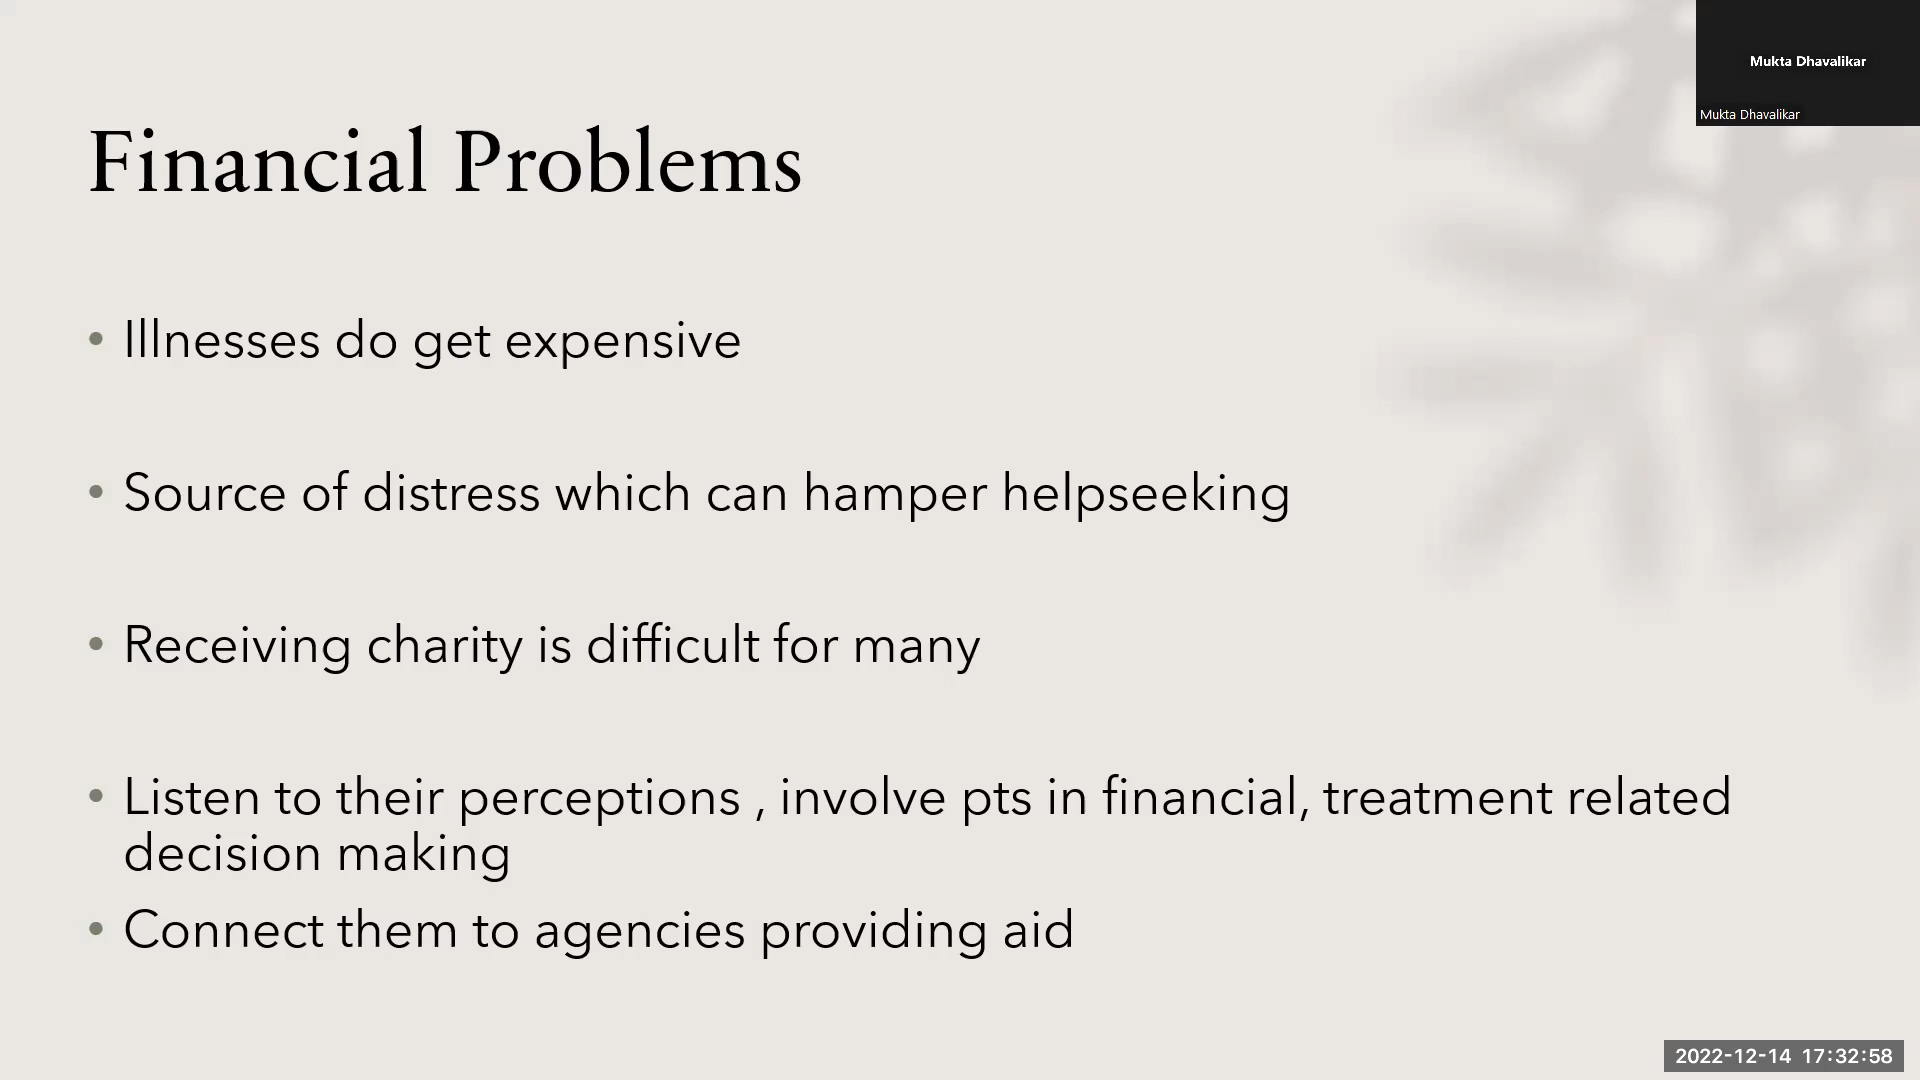 Mukta Dhavalikar
Mukta Dhavalikar
Financial Problems
• Illnesses do get expensive
• Source of distress which can hamper helpseeking
• Receiving charity is difficult for many
• Listen to their perceptions , involve pts in financial, treatment related
decision making
• Connect them to agencies providing aid
2022-12-14 17:32:58